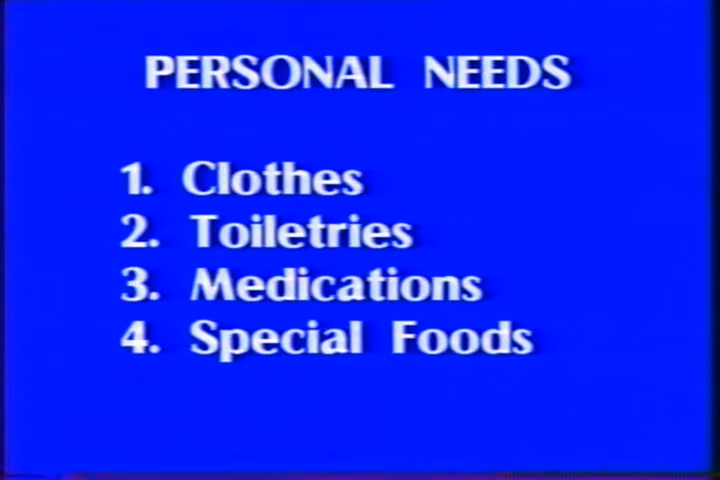 PERSONAL NEEDS
1. Clothes
2. Toiletries
3. Medications
4. Special Foods